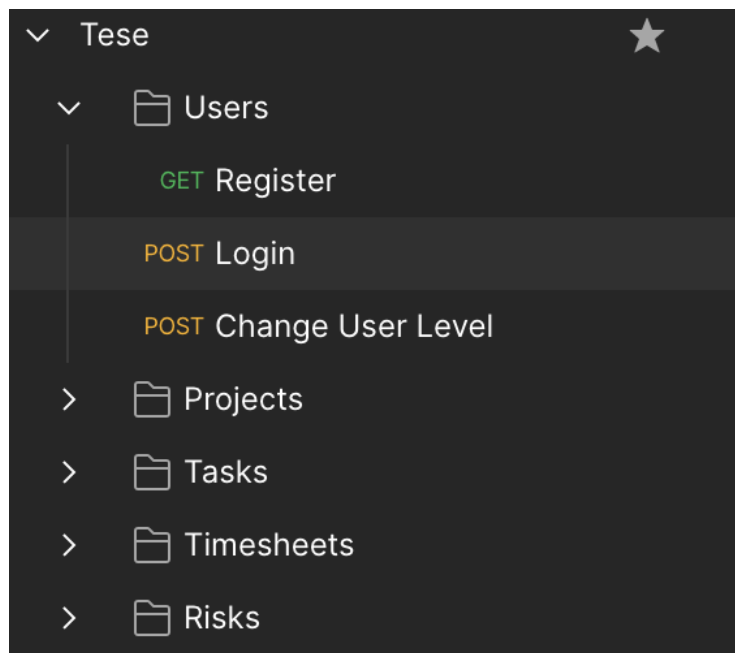 Tese
Users
GET Register
POST Login
POST Change User Level
Projects
Tasks
Timesheets
Risks